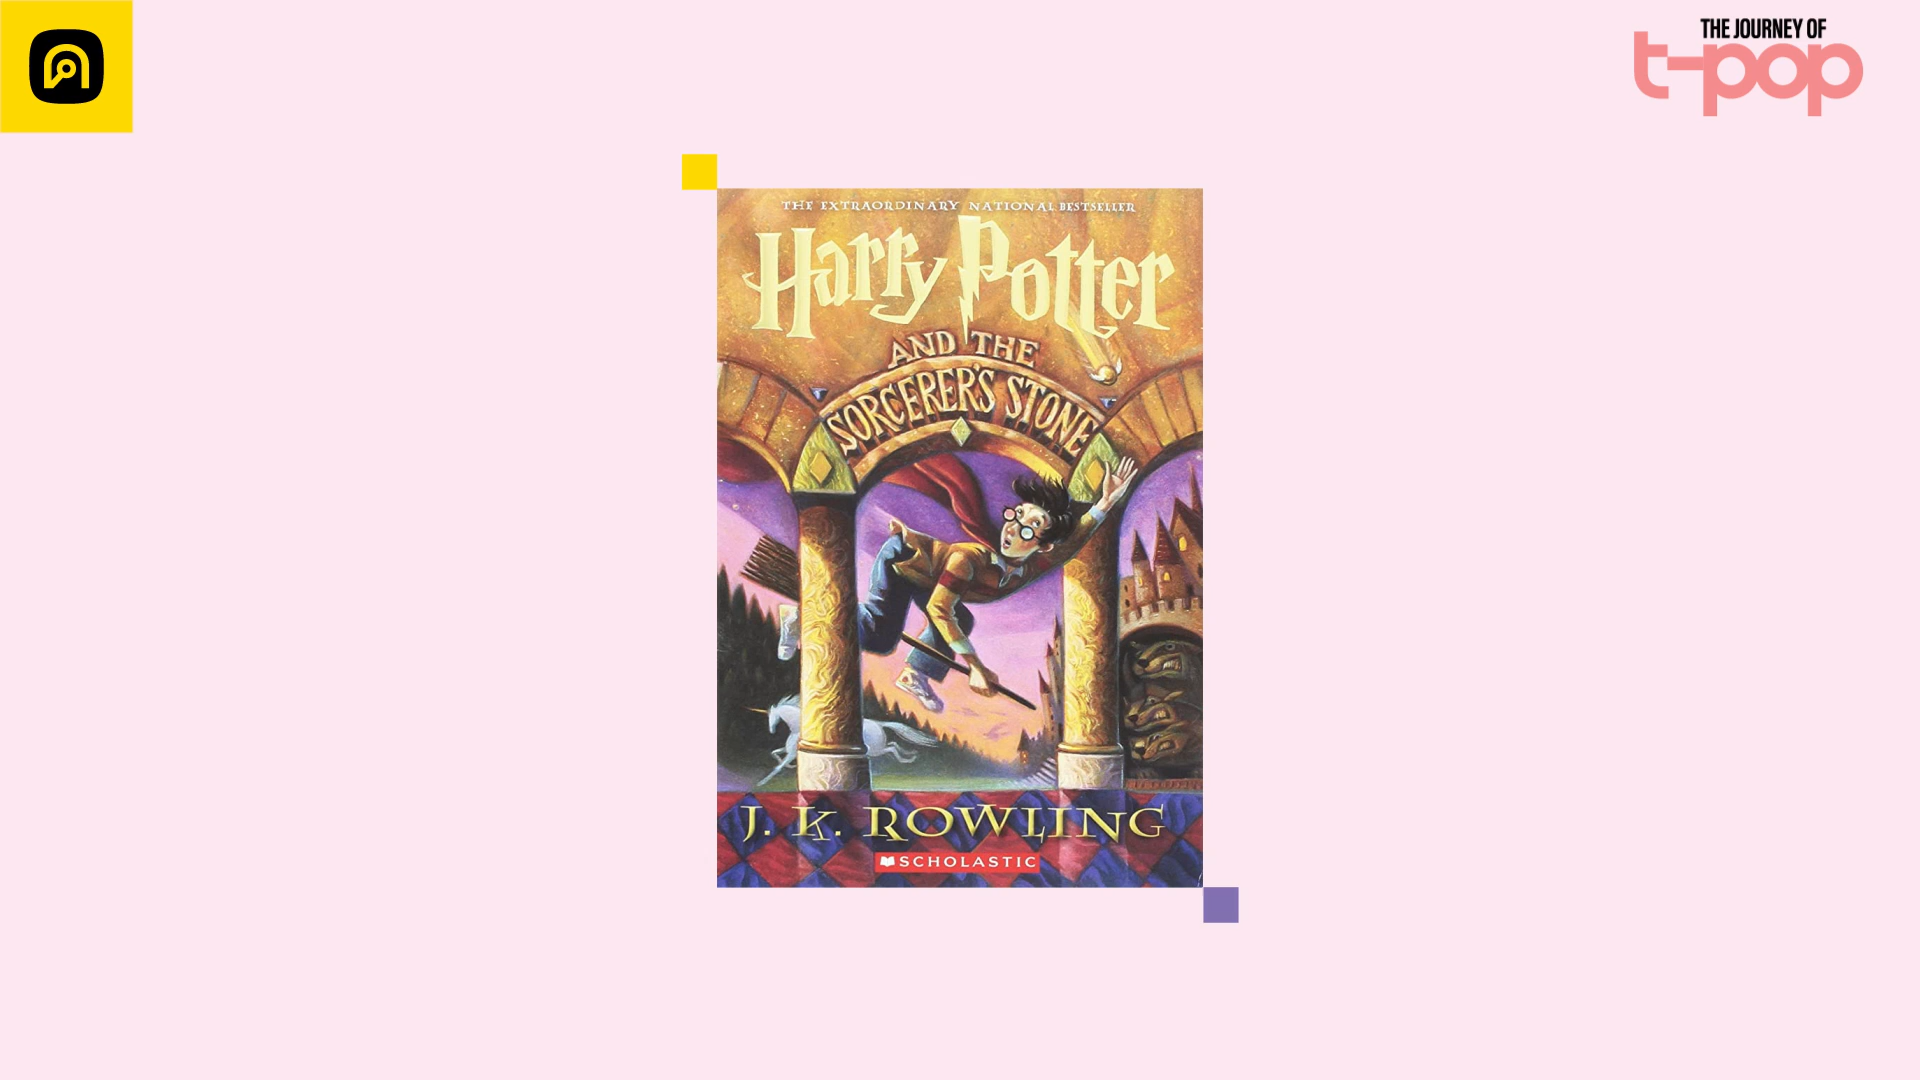 THE JOURNEY OF
t-pop
THE EXTRAORDINARY NATIONAL BESTSELLER
Harry Potter
AND THE
SORCERER'S STONE
J. K. ROWLING
SCHOLASTIC